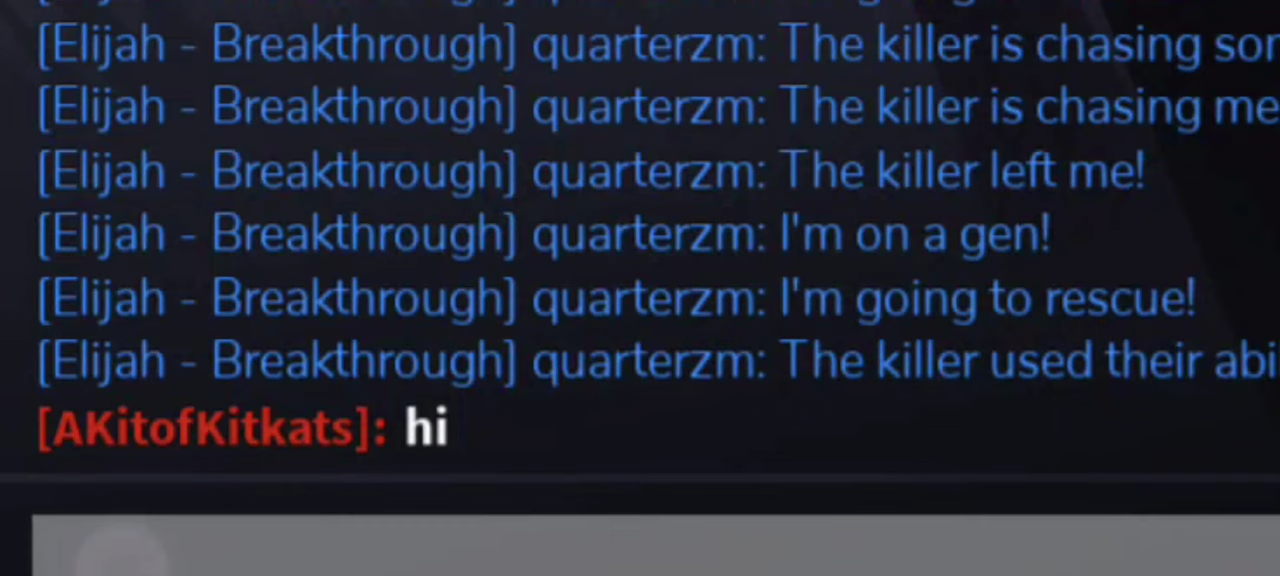 [Elijah - Breakthrough] quarterzm: The killer is chasing
[Elijah - Breakthrough] quarterzm: The killer is chasing me
[Elijah - Breakthrough] quarterzm: The killer left me!
[Elijah - Breakthrough] quarterzm: I'm on a gen!
[Elijah - Breakthrough] quarterzm: I'm going to rescue!
[Elijah - Breakthrough] quarterzm: The killer used their
[AKitofKitkats]: hi